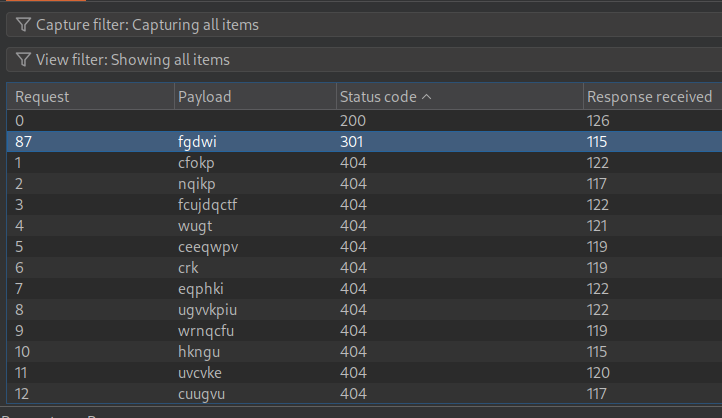 Capture filter: Capturing all items
View filter: Showing all items
Request Payload Status code Response received
0 200 126
87 fgdwi 301 115
1 cfokp 404 122
2 nqikp 404 117
3 fcujdqctf 404 122
4 wugt 404 121
5 ceeqwpv 404 119
6 crk 404 119
7 eqphki 404 122
8 ugvvkpiu 404 122
9 wrnqcfu 404 119
10 hkngu 404 115
11 uvcvke 404 120
12 cuugvu 404 117